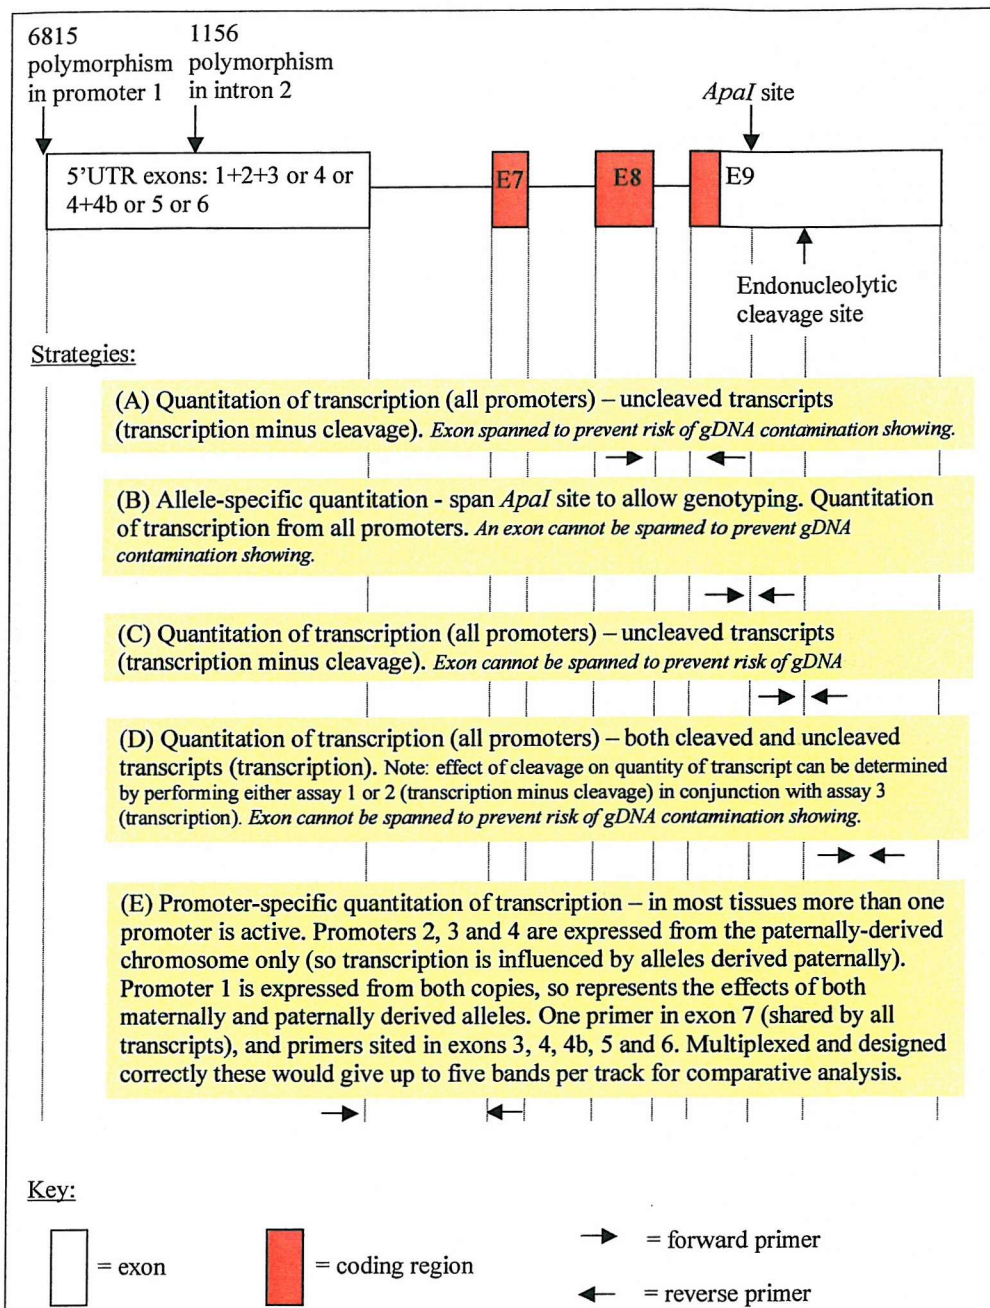 6815
polymorphism
in promoter 1
1156
polymorphism
in intron 2
ApaI site
5'UTR exons: 1+2+3 or 4 or
4+4b or 5 or 6
E7
E8
E9
Endonucleolytic
cleavage site
Strategies:
(A) Quantitation of transcription (all promoters) – uncleaved transcripts
(transcription minus cleavage). Exon spanned to prevent risk of gDNA contamination showing.
(B) Allele-specific quantitation - span ApaI site to allow genotyping. Quantitation
of transcription from all promoters. An exon cannot be spanned to prevent gDNA
contamination showing.
(C) Quantitation of transcription (all promoters) – uncleaved transcripts
(transcription minus cleavage). Exon cannot be spanned to prevent risk of gDNA
(D) Quantitation of transcription (all promoters) – both cleaved and uncleaved
transcripts (transcription). Note: effect of cleavage on quantity of transcript can be determined
by performing either assay 1 or 2 (transcription minus cleavage) in conjunction with assay 3
(transcription). Exon cannot be spanned to prevent risk of gDNA contamination showing.
(E) Promoter-specific quantitation of transcription – in most tissues more than one
promoter is active. Promoters 2, 3 and 4 are expressed from the paternally-derived
chromosome only (so transcription is influenced by alleles derived paternally).
Promoter 1 is expressed from both copies, so represents the effects of both
maternally and paternally derived alleles. One primer in exon 7 (shared by all
transcripts), and primers sited in exons 3, 4, 4b, 5 and 6. Multiplexed and designed
correctly these would give up to five bands per track for comparative analysis.
Key:
= exon
= coding region
= forward primer
= reverse primer